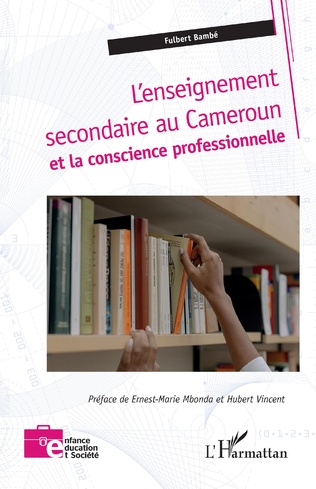 Fulbert Bambé
L'enseignement
secondaire au Cameroun
et la conscience professionnelle
Préface de Ernest-Marie Mbonda et Hubert Vincent
enfance
éducation
et Société
L'Harmattan